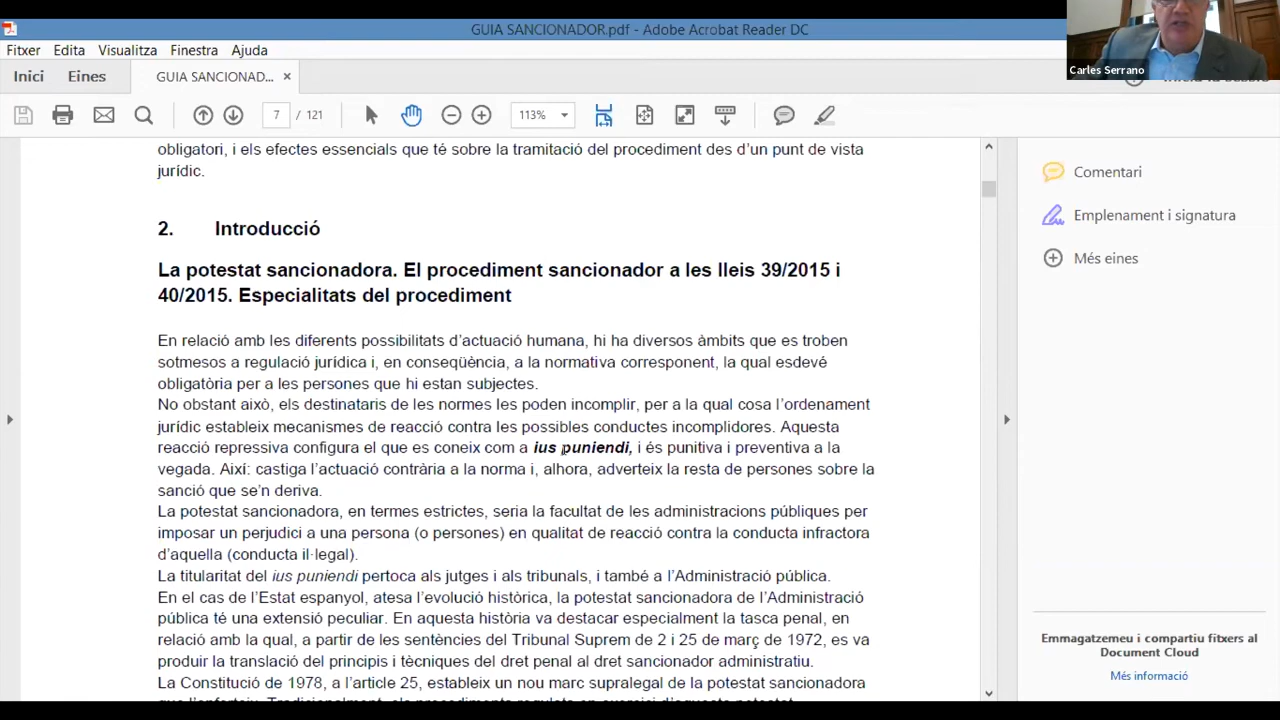 GUIA SANCIONADOR.pdf - Adobe Acrobat Reader DC
Fitxer Edita Visualitza Finestra Ajuda
Carles Serrano
Inici Eines GUIA SANCIONAD... ×
7 / 121 113%
obligatori, i els efectes essencials que té sobre la tramitació del procediment des d’un punt de vista
jurídic.
2. Introducció
La potestat sancionadora. El procediment sancionador a les lleis 39/2015 i
40/2015. Especialitats del procediment
En relació amb les diferents possibilitats d’actuació humana, hi ha diversos àmbits que es troben
sotmesos a regulació jurídica i, en conseqüència, a la normativa corresponent, la qual esdevé
obligatòria per a les persones que hi estan subjectes.
No obstant això, els destinataris de les normes les poden incomplir, per a la qual cosa l’ordenament
jurídic estableix mecanismes de reacció contra les possibles conductes incomplidores. Aquesta
reacció repressiva configura el que es coneix com a ius puniendi, i és punitiva i preventiva a la
vegada. Així: castiga l’actuació contrària a la norma i, alhora, adverteix la resta de persones sobre la
sanció que se’n deriva.
La potestat sancionadora, en termes estrictes, seria la facultat de les administracions públiques per
imposar un perjudici a una persona (o persones) en qualitat de reacció contra la conducta infractora
d’aquella (conducta il·legal).
La titularitat del ius puniendi pertoca als jutges i als tribunals, i també a l’Administració pública.
En el cas de l’Estat espanyol, atesa l’evolució històrica, la potestat sancionadora de l’Administració
pública té una extensió peculiar. En aquesta història va destacar especialment la tasca penal, en
relació amb la qual, a partir de les sentències del Tribunal Suprem de 2 i 25 de març de 1972, es va
produir la translació del principis i tècniques del dret penal al dret sancionador administratiu.
La Constitució de 1978, a l’article 25, estableix un nou marc supralegal de la potestat sancionadora
Comentari
Emplenament i signatura
Més eines
Emmagatzemeu i compartiu fitxers al
Document Cloud
Més informació